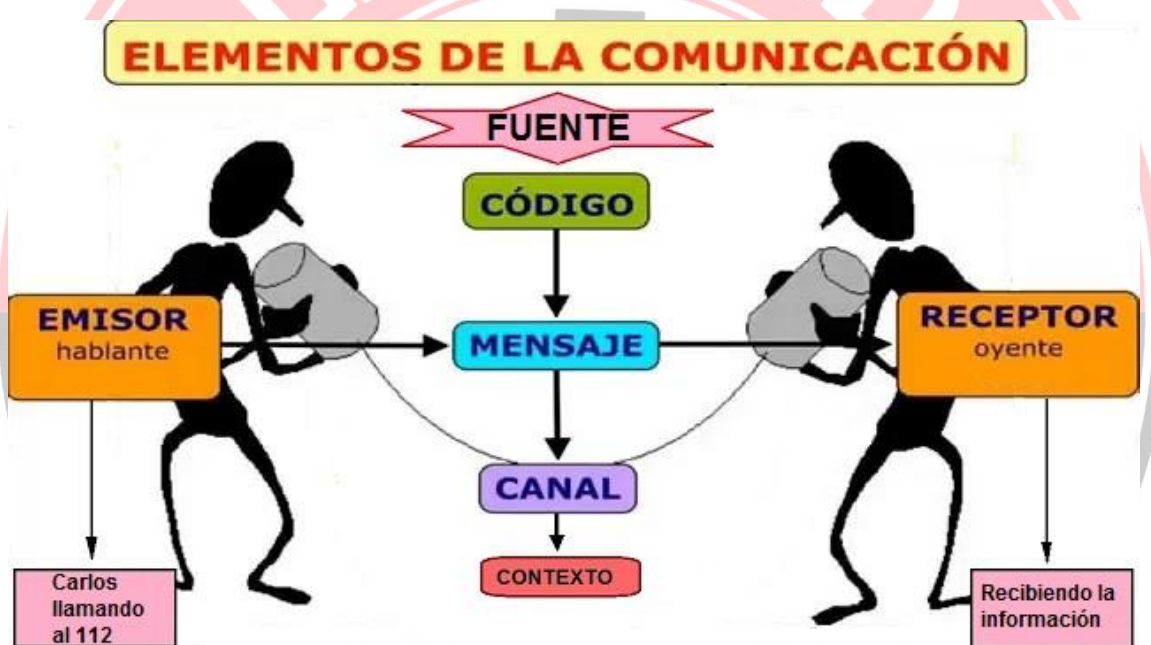 ELEMENTOS DE LA COMUNICACIÓN
FUENTE
CÓDIGO
EMISOR
hablante
MENSAJE
RECEPTOR
oyente
CANAL
CONTEXTO
Carlos
llamando
al 112
Recibiendo la
información